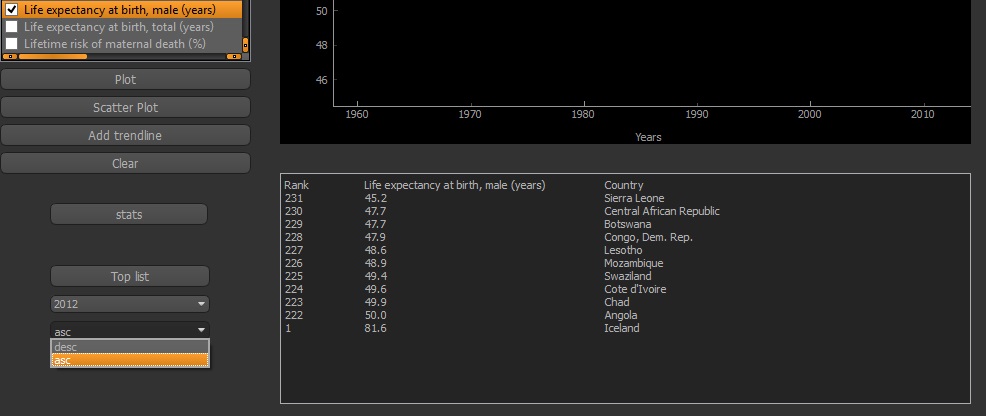 Life expectancy at birth, male (years)
Life expectancy at birth, total (years)
Lifetime risk of maternal death (%)
Plot
Scatter Plot
Add trendline
Clear
stats
Top list
2012
asc
desc
asc
50
48
46
1960 1970 1980 1990 2000 2010
Years
Rank Life expectancy at birth, male (years) Country
231 45.2 Sierra Leone
230 47.7 Central African Republic
229 47.7 Botswana
228 47.9 Congo, Dem. Rep.
227 48.6 Lesotho
226 48.9 Mozambique
225 49.4 Swaziland
224 49.6 Cote d'Ivoire
223 49.9 Chad
222 50.0 Angola
1 81.6 Iceland